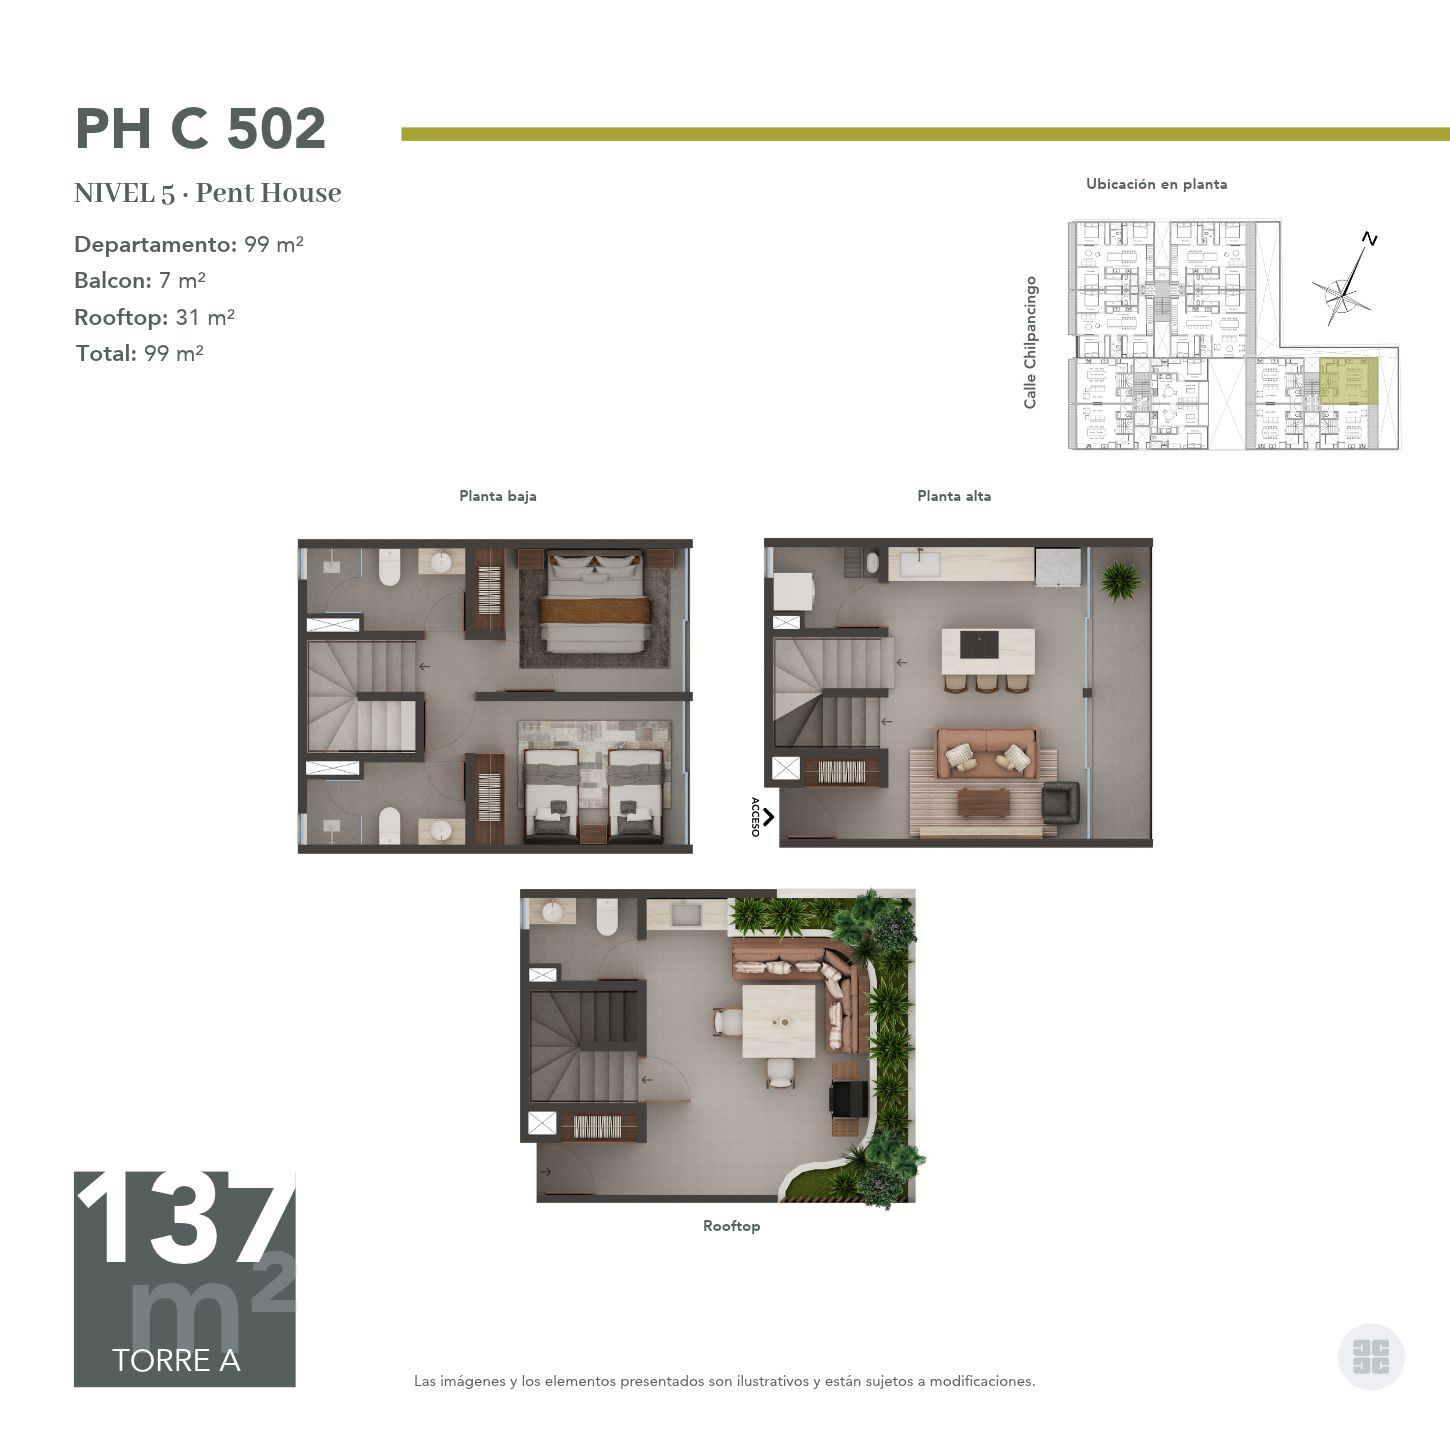 PH C 502
NIVEL 5 · Pent House
Departamento: 99 m²
Balcon: 7 m²
Rooftop: 31 m²
Total: 99 m²
Ubicación en planta
N
Calle Chilpancingo
Planta baja
Planta alta
ACCESO
Rooftop
137
m²
TORRE A
Las imágenes y los elementos presentados son ilustrativos y están sujetos a modificaciones.